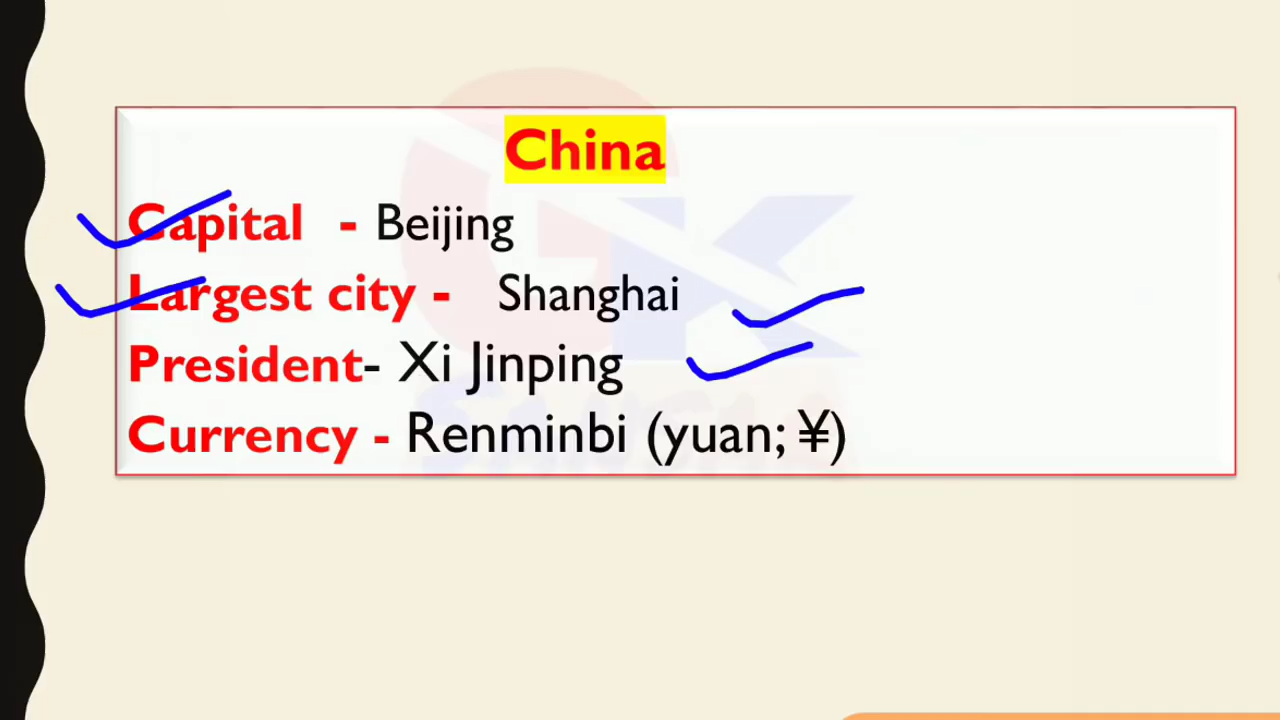 China
Capital - Beijing
Largest city - Shanghai
President- Xi Jinping
Currency - Renminbi (yuan; ¥)